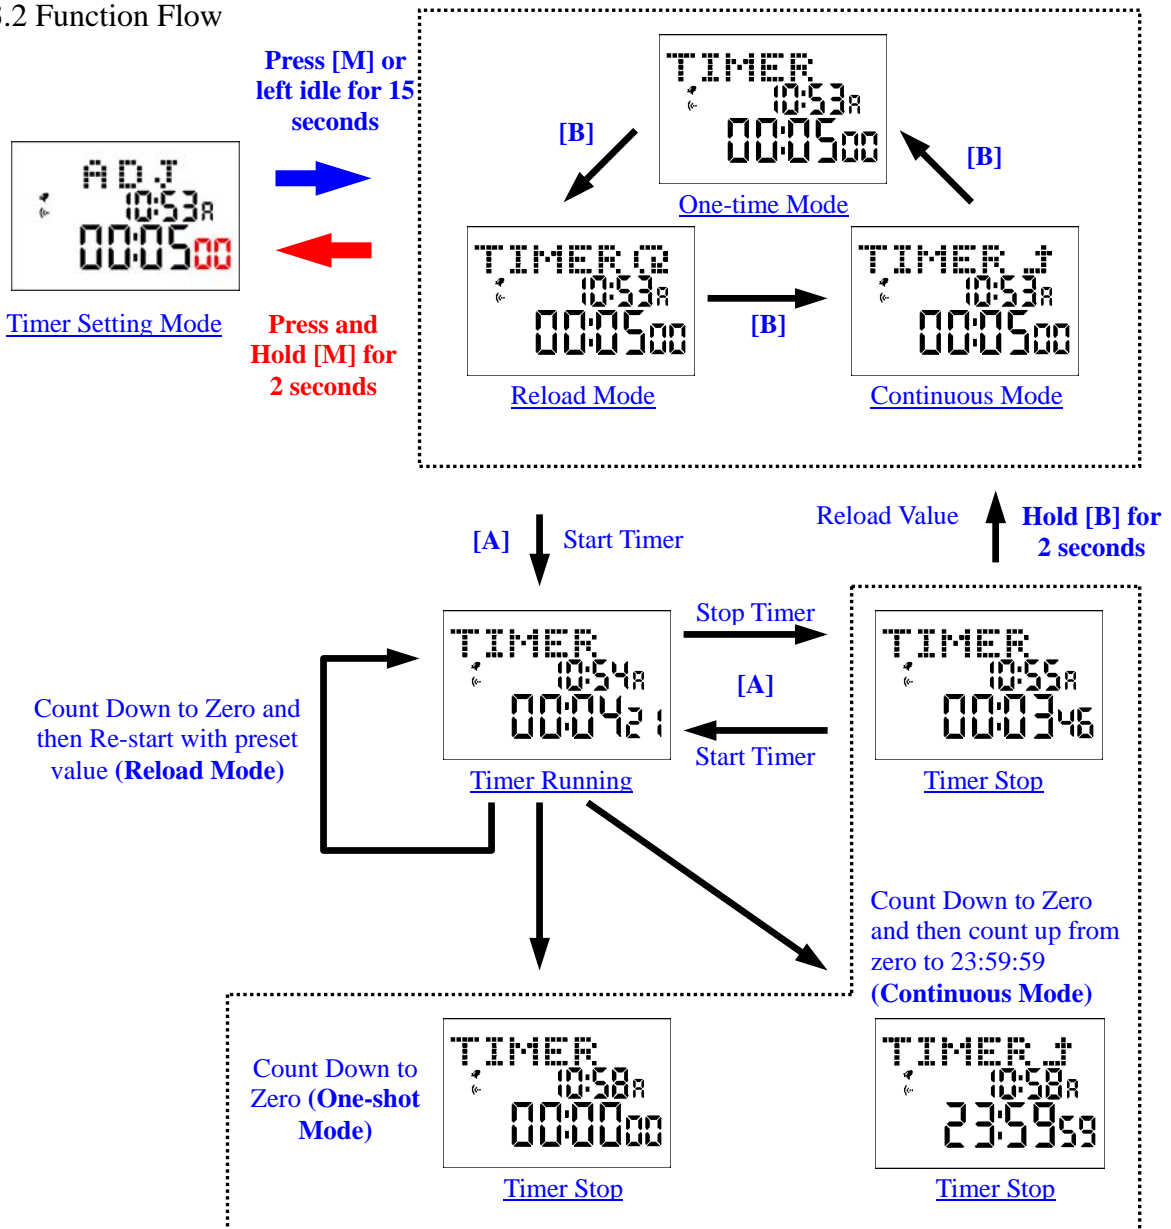 3.2 Function Flow
Press [M] or
left idle for 15
seconds
TIMER
10:53A
00:0500
[B]
[B]
One-time Mode
ADJ
10:53A
00:0500
Timer Setting Mode
Press and
Hold [M] for
2 seconds
TIMER
10:53A
00:0500
Reload Mode
[B]
TIMER
10:53A
00:0500
Continuous Mode
[A] Start Timer
Reload Value
Hold [B] for
2 seconds
Count Down to Zero and
then Re-start with preset
value (Reload Mode)
TIMER
10:54A
00:0421
Timer Running
Stop Timer
[A]
Start Timer
TIMER
10:55A
00:0346
Timer Stop
Count Down to Zero
and then count up from
zero to 23:59:59
(Continuous Mode)
Count Down to
Zero (One-shot
Mode)
TIMER
10:58A
00:0000
Timer Stop
TIMER
10:58A
23:5959
Timer Stop